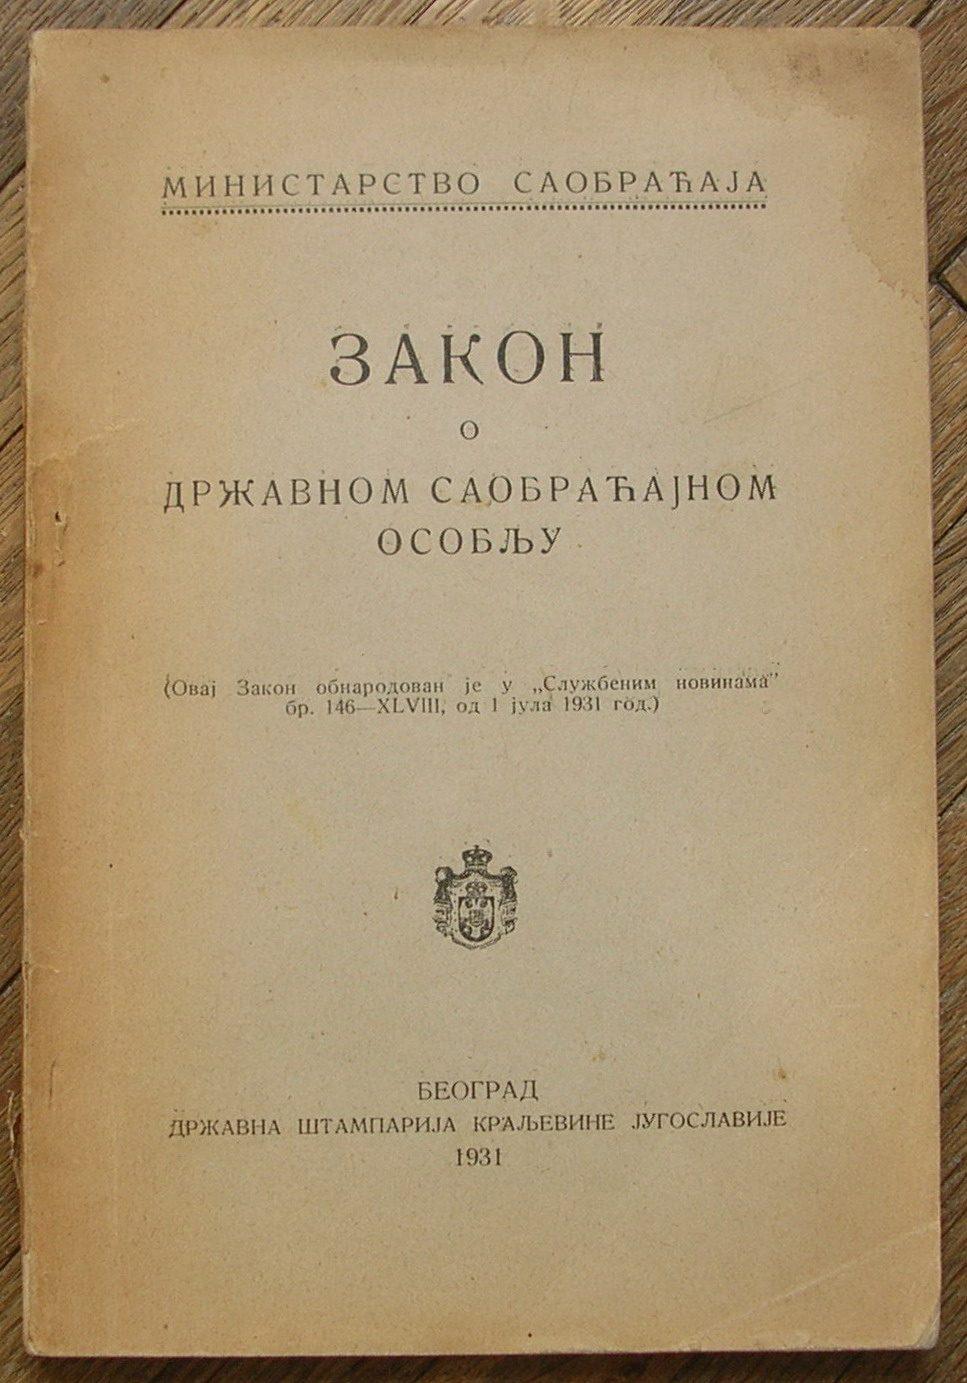 МИНИСТАРСТВО САОБРАЋАЈА
ЗАКОН
О
ДРЖАВНОМ САОБРАЋАЈНОМ
ОСОБЉУ
(Овај Закон обнародован је у „Службеним новинама”
бр. 146—XLVIII, од 1 јула 1931 год.)
БЕОГРАД
ДРЖАВНА ШТАМПАРИЈА КРАЉЕВИНЕ ЈУГОСЛАВИЈЕ
1931